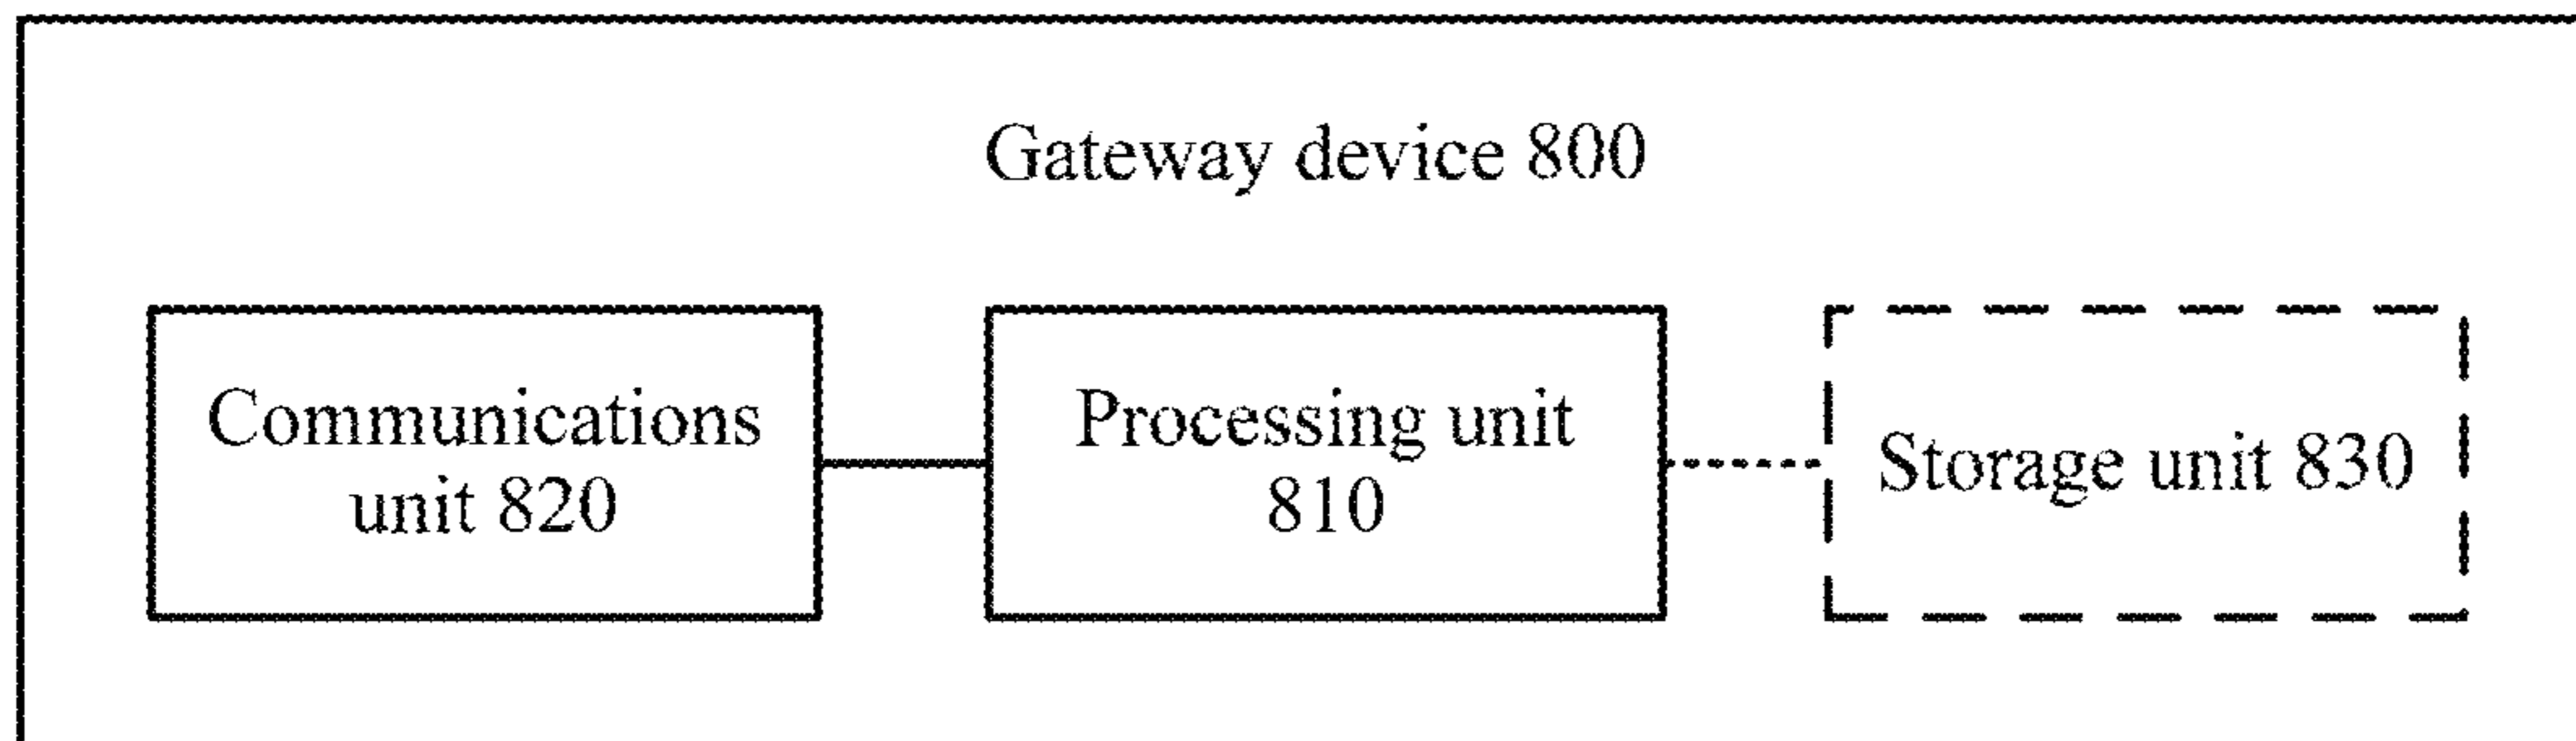 Gateway device 800
Communications
unit 820
Processing unit
810
Storage unit 830